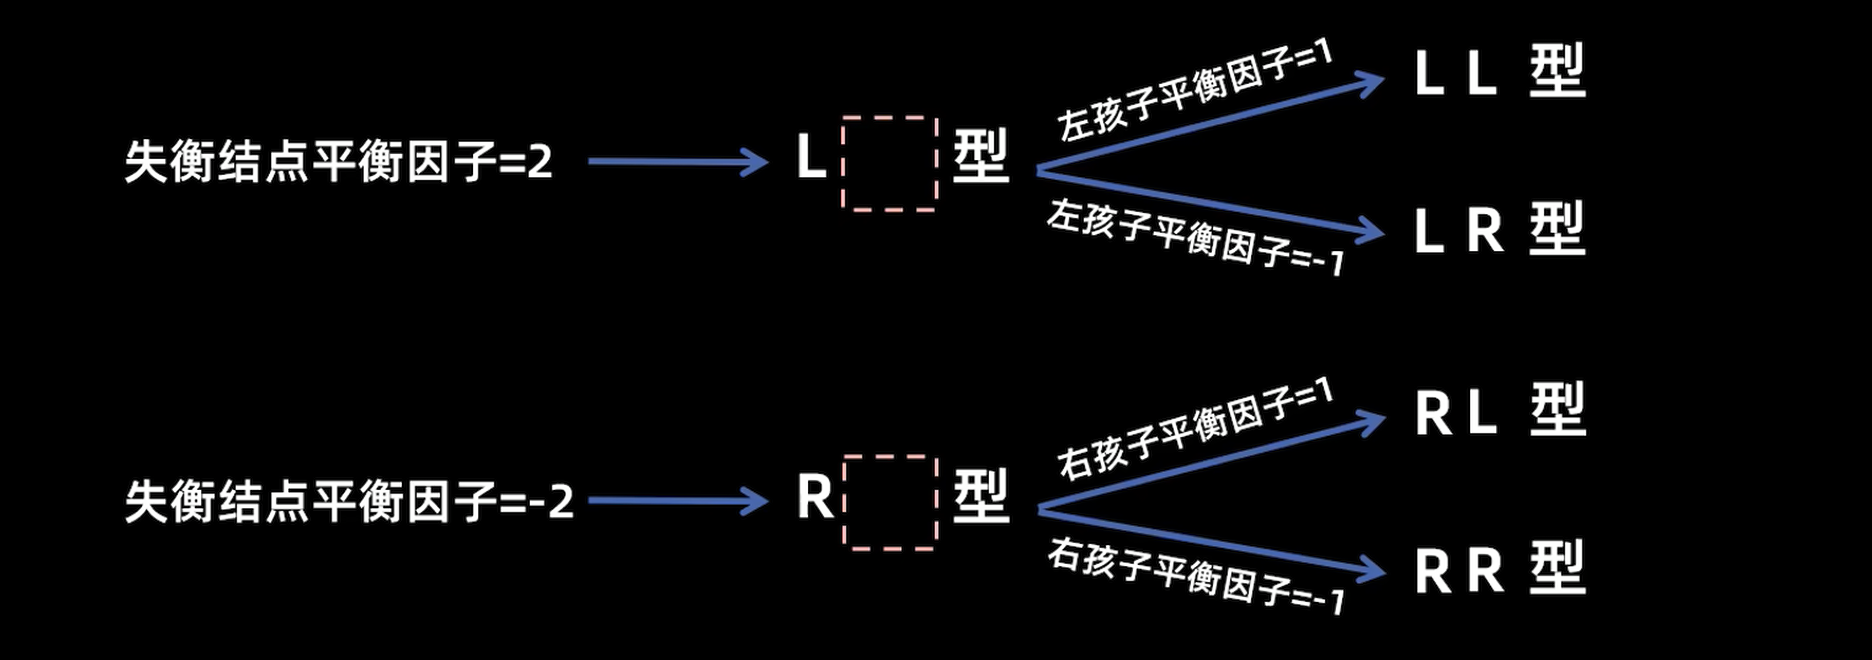 左孩子平衡因子=1
L L 型
失衡结点平衡因子=2
L 型
左孩子平衡因子=-1
L R 型
右孩子平衡因子=1
R L 型
失衡结点平衡因子=-2
R 型
右孩子平衡因子=-1
R R 型